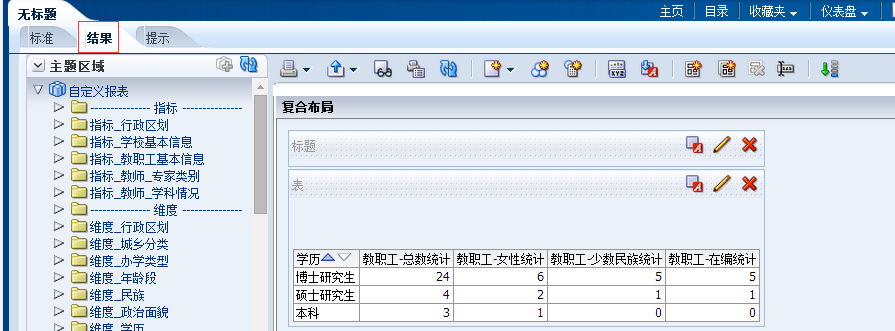 无标题
主页 目录 收藏夹 仪表盘
标准 结果 提示
主题区域
自定义报表
-------------- 指标 --------------
指标_行政区划
指标_学校基本信息
指标_教职工基本信息
指标_教师_专家类别
指标_教师_学科情况
-------------- 维度 --------------
维度_行政区划
维度_城乡分类
维度_办学类型
维度_年龄段
维度_民族
维度_政治面貌
维度_学历
XYZ
复合布局
标题
表
学历 教职工-总数统计 教职工-女性统计 教职工-少数民族统计 教职工-在编统计
博士研究生 24 6 5 5
硕士研究生 4 2 1 1
本科 3 1 0 0